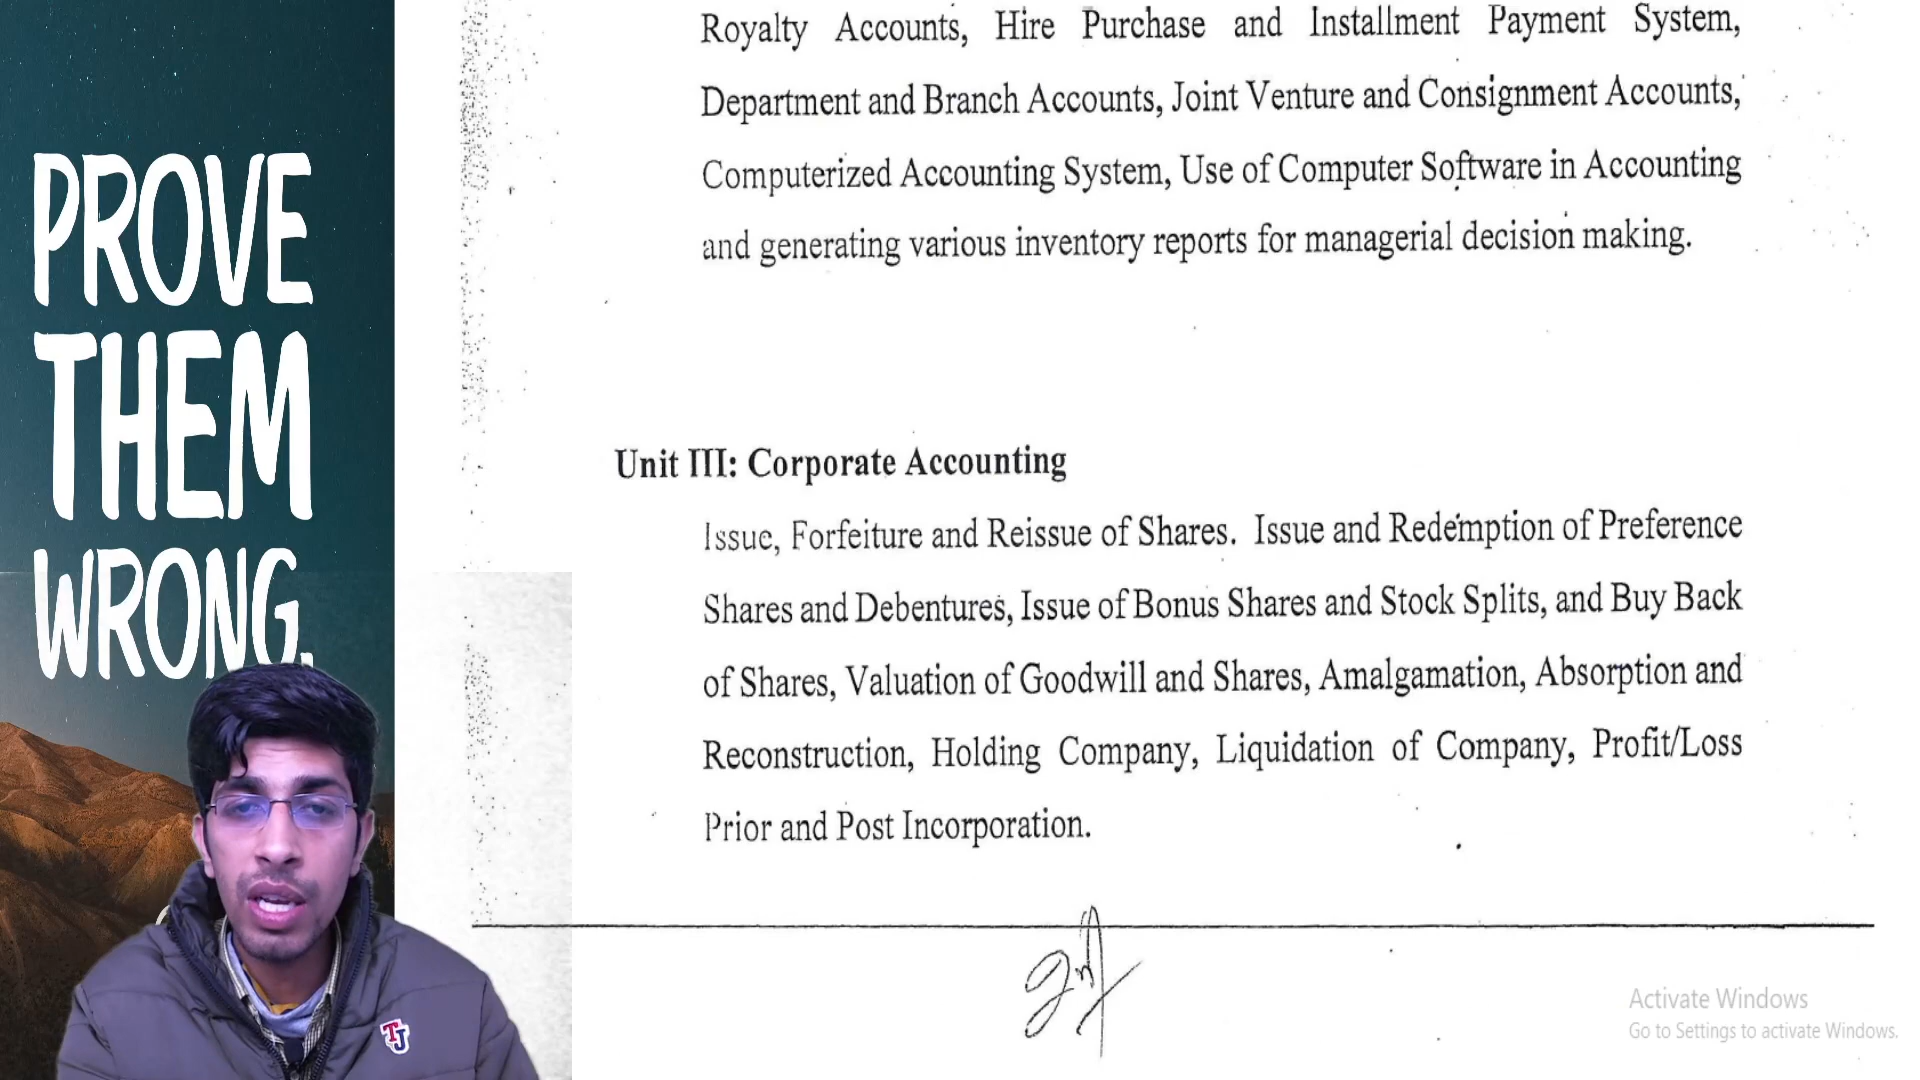 PROVE
THEM
WRONG.
Royalty Accounts, Hire Purchase and Installment Payment System,
Department and Branch Accounts, Joint Venture and Consignment Accounts,
Computerized Accounting System, Use of Computer Software in Accounting
and generating various inventory reports for managerial decision making.
Unit III: Corporate Accounting
Issue, Forfeiture and Reissue of Shares. Issue and Redemption of Preference
Shares and Debentures, Issue of Bonus Shares and Stock Splits, and Buy Back
of Shares, Valuation of Goodwill and Shares, Amalgamation, Absorption and
Reconstruction, Holding Company, Liquidation of Company, Profit/Loss
Prior and Post Incorporation.
TJ
Activate Windows
Go to Settings to activate Windows.